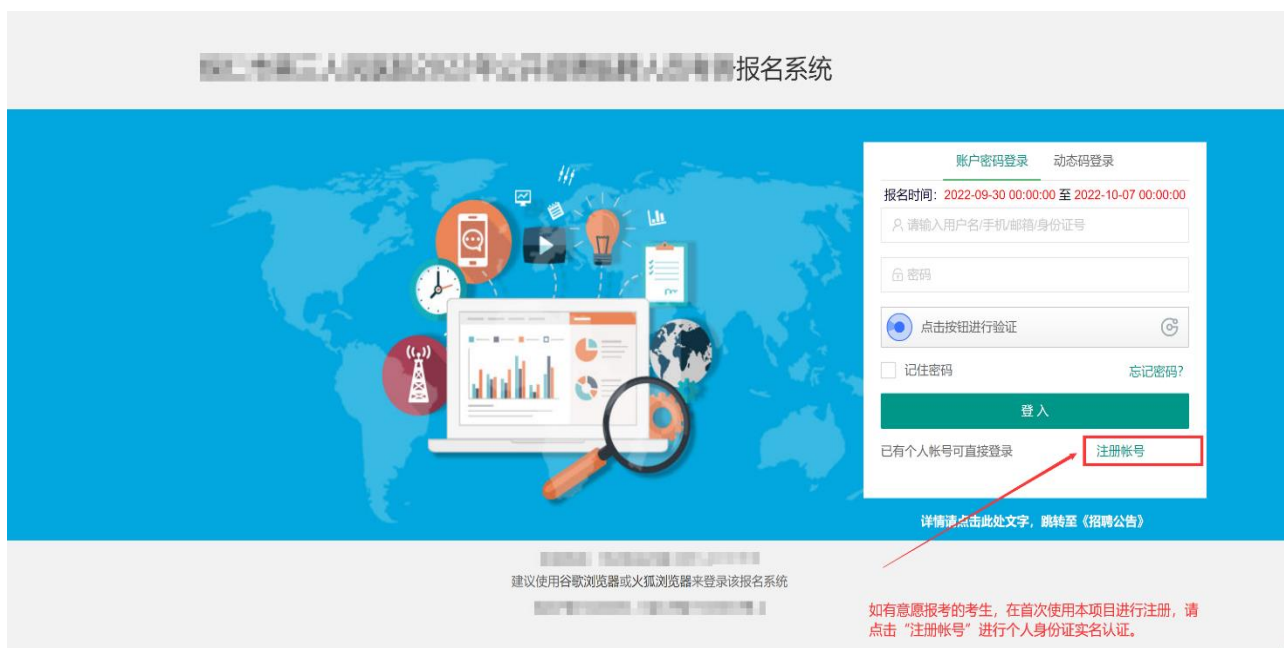 报名系统
账户密码登录 动态码登录
报名时间：2022-09-30 00:00:00 至 2022-10-07 00:00:00
请输入用户名/手机/邮箱/身份证号
密码
点击按钮进行验证
记住密码 忘记密码?
登入
已有个人帐号可直接登录 注册帐号
详情请点击此处文字，跳转至《招聘公告》
建议使用谷歌浏览器或火狐浏览器来登录该报名系统
如有意愿报考的考生，在首次使用本项目进行注册，请
点击“注册帐号”进行个人身份证实名认证。